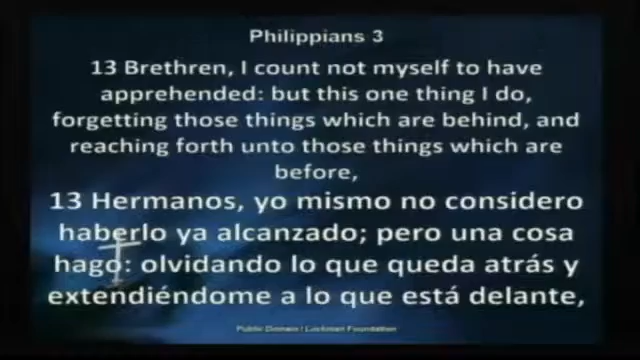 Philippians 3
13 Brethren, I count not myself to have
apprehended: but this one thing I do,
forgetting those things which are behind, and
reaching forth unto those things which are
before,
13 Hermanos, yo mismo no considero
haberlo ya alcanzado; pero una cosa
hago: olvidando lo que queda atrás y
extendiéndome a lo que está delante,
Public Domain / Lockman Foundation